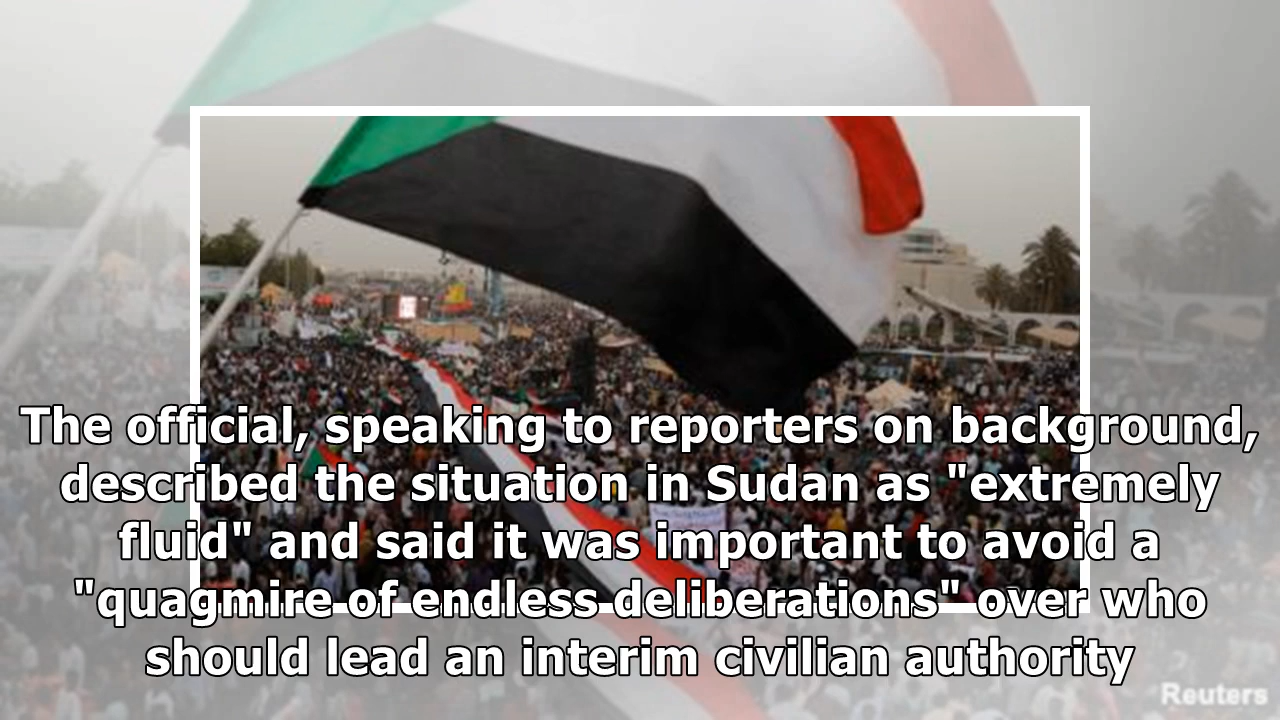 The official, speaking to reporters on background,
described the situation in Sudan as "extremely
fluid" and said it was important to avoid a
"quagmire of endless deliberations" over who
should lead an interim civilian authority
Reuters